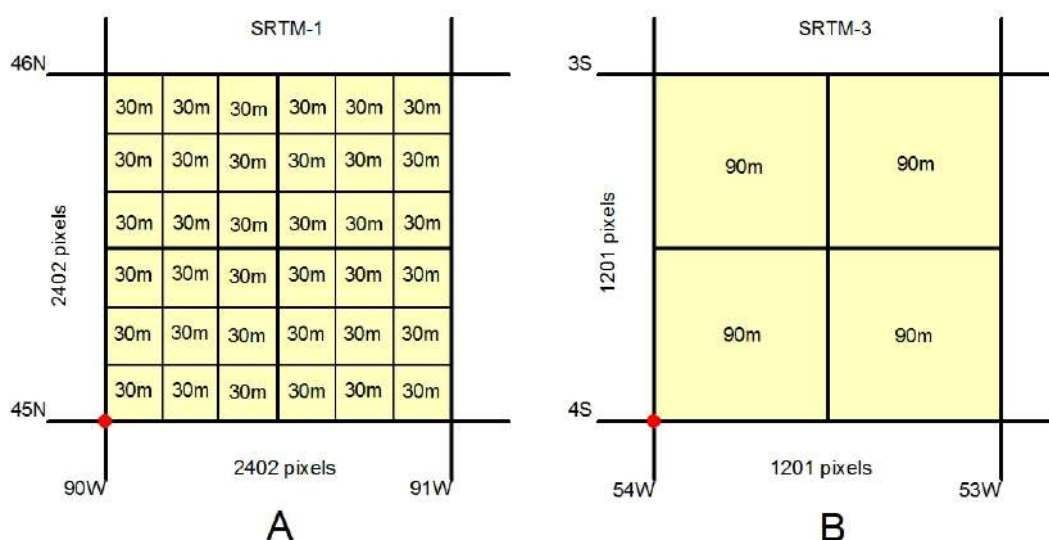 SRTM-1
46N
30m 30m 30m 30m 30m 30m
30m 30m 30m 30m 30m 30m
30m 30m 30m 30m 30m 30m
30m 30m 30m 30m 30m 30m
30m 30m 30m 30m 30m 30m
30m 30m 30m 30m 30m 30m
2402 pixels
45N
2402 pixels
90W 91W
A
SRTM-3
3S
90m 90m
1201 pixels
90m 90m
4S
1201 pixels
54W 53W
B